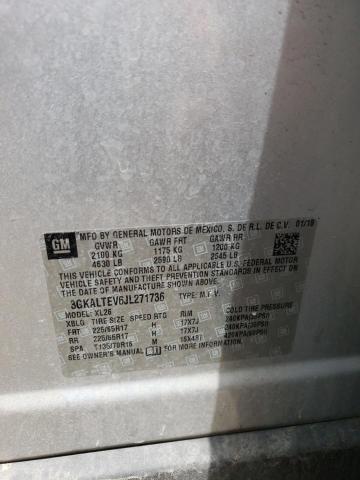 GM
MFD BY GENERAL MOTORS DE MEXICO, S. DE R.L. DE C.V. 01/18
GVWR GAWR FRT GAWR RR
2100 KG 1175 KG 1200 KG
4630 LB 2590 LB 2645 LB
THIS VEHICLE CONFORMS TO ALL APPLICABLE U.S. FEDERAL MOTOR
VEHICLE SAFETY, BUMPER, AND THEFT PREVENTION STANDARDS IN EFFECT
ON THE DATE OF MANUFACTURE SHOWN ABOVE.
3GKALTEV6JL271736 TYPE: M.P.V.
MODEL: XL26
XBLG TIRE SIZE SPEED RTG RIM COLD TIRE PRESSURE
FRT 225/65R17 H 17X7J 240KPA(35PSI)
RR 225/65R17 H 17X7J 240KPA(35PSI)
SPA T135/70R16 M 16X4BT 420KPA(60PSI)
SEE OWNER'S MANUAL FOR MORE INFORMATION.